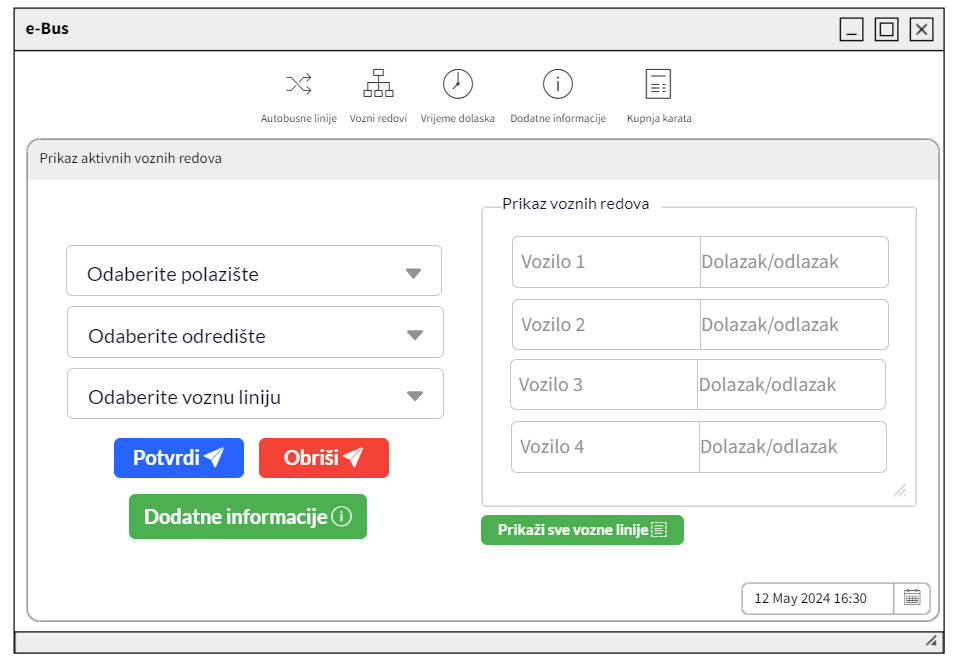 e-Bus
Autobusne linije
Vozni redovi
Vrijeme dolaska
Dodatne informacije
Kupnja karata
Prikaz aktivnih voznih redova
Odaberite polazište
Odaberite odredište
Odaberite voznu liniju
Potvrdi
Obriši
Dodatne informacije
Prikaz voznih redova
Vozilo 1 Dolazak/odlazak
Vozilo 2 Dolazak/odlazak
Vozilo 3 Dolazak/odlazak
Vozilo 4 Dolazak/odlazak
Prikaži sve vozne linije
12 May 2024 16:30